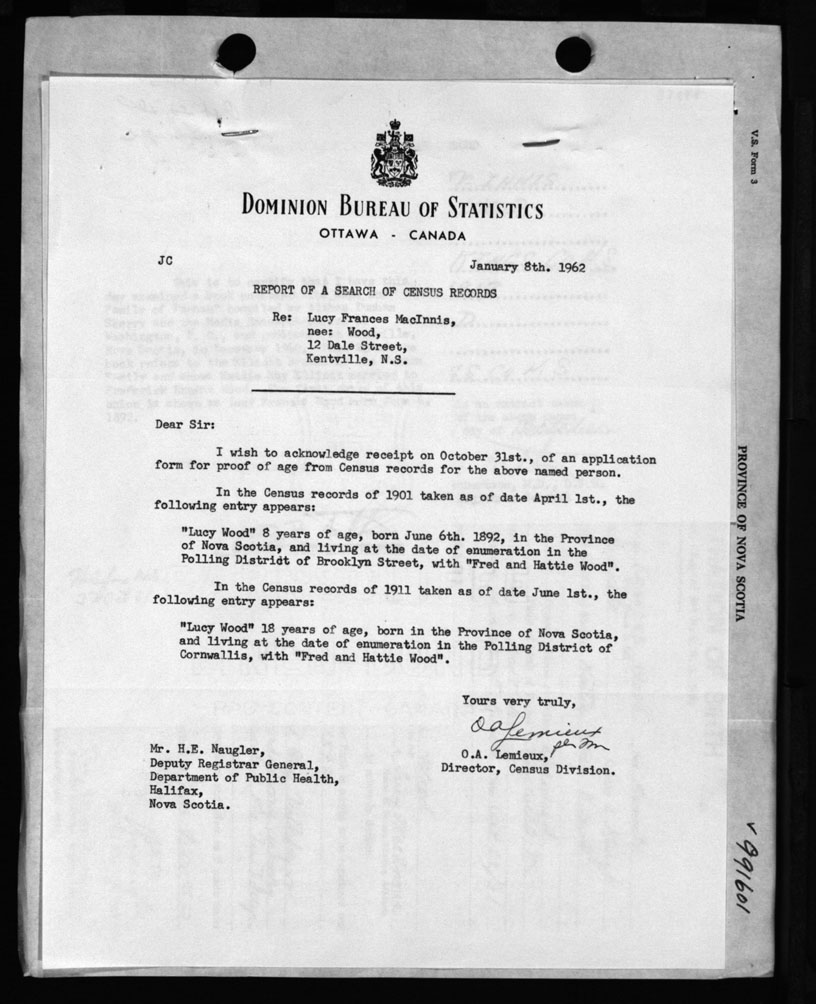 DOMINION BUREAU OF STATISTICS
OTTAWA - CANADA
JC
January 8th. 1962
REPORT OF A SEARCH OF CENSUS RECORDS
Re: Lucy Frances MacInnis,
nee: Wood,
12 Dale Street,
Kentville, N.S.
Dear Sir:
I wish to acknowledge receipt on October 31st., of an application
form for proof of age from Census records for the above named person.
In the Census records of 1901 taken as of date April 1st., the
following entry appears:
"Lucy Wood" 8 years of age, born June 6th. 1892, in the Province
of Nova Scotia, and living at the date of enumeration in the
Polling District of Brooklyn Street, with "Fred and Hattie Wood".
In the Census records of 1911 taken as of date June 1st., the
following entry appears:
"Lucy Wood" 18 years of age, born in the Province of Nova Scotia,
and living at the date of enumeration in the Polling District of
Cornwallis, with "Fred and Hattie Wood".
Yours very truly,
OALemieux
per
O.A. Lemieux,
Director, Census Division.
Mr. H.E. Naugler,
Deputy Registrar General,
Department of Public Health,
Halifax,
Nova Scotia.
V.S. Form 3
PROVINCE OF NOVA SCOTIA